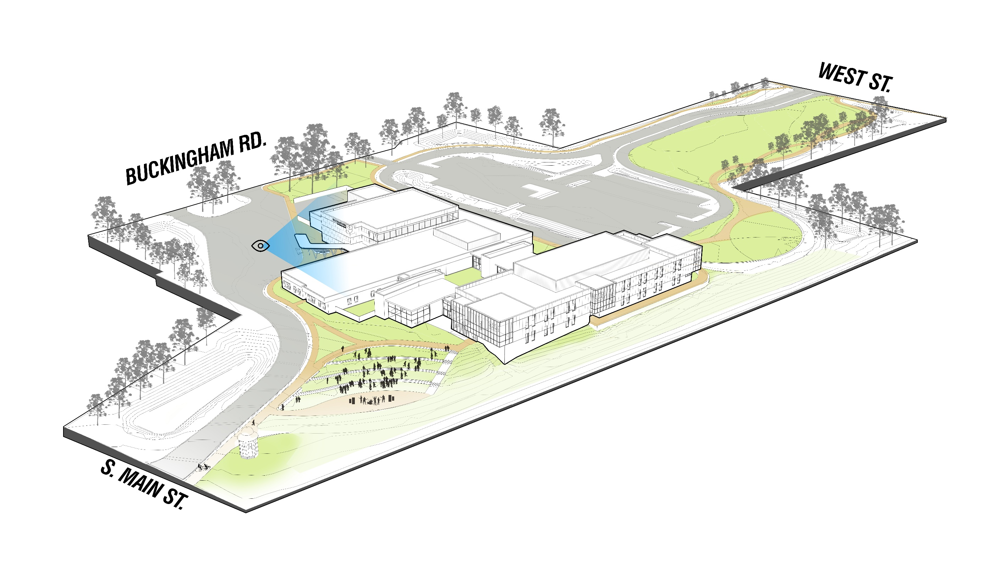 WEST ST.
BUCKINGHAM RD.
S. MAIN ST.